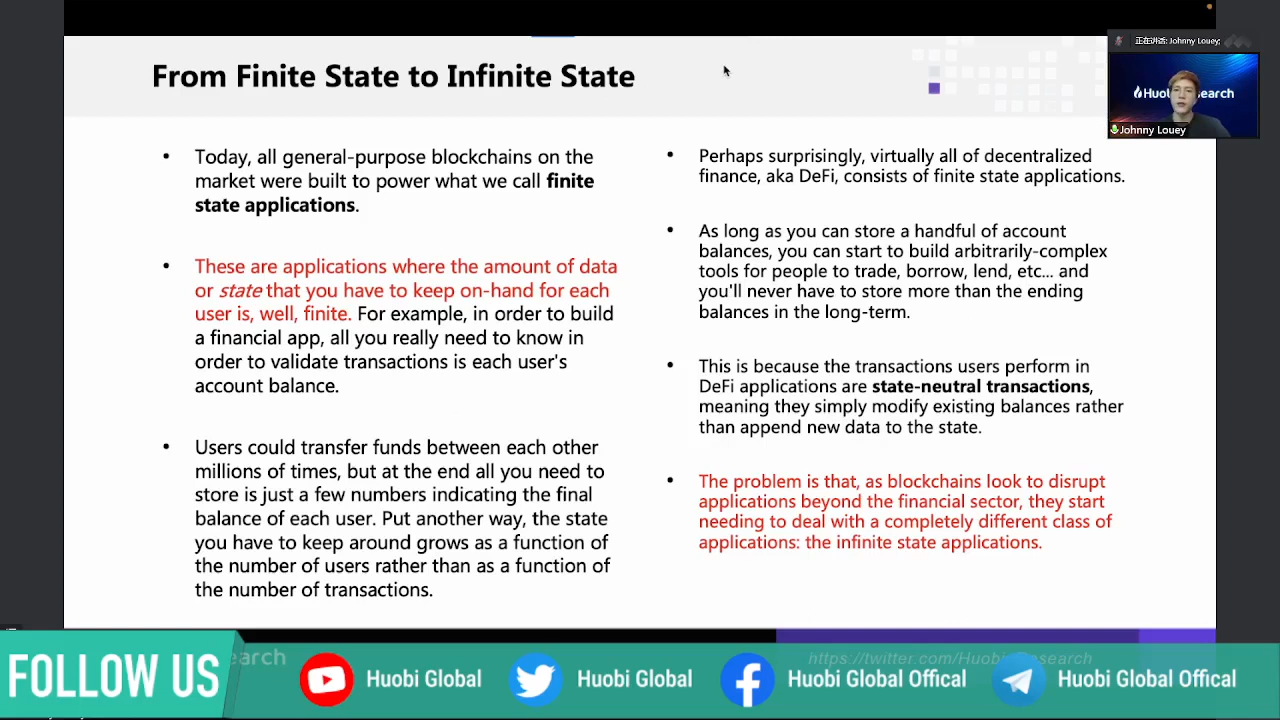 From Finite State to Infinite State
正在讲话: Johnny Louey;
Huobi Research
Johnny Louey
• Today, all general-purpose blockchains on the
market were built to power what we call finite
state applications.
• These are applications where the amount of data
or state that you have to keep on-hand for each
user is, well, finite. For example, in order to build
a financial app, all you really need to know in
order to validate transactions is each user's
account balance.
• Users could transfer funds between each other
millions of times, but at the end all you need to
store is just a few numbers indicating the final
balance of each user. Put another way, the state
you have to keep around grows as a function of
the number of users rather than as a function of
the number of transactions.
• Perhaps surprisingly, virtually all of decentralized
finance, aka DeFi, consists of finite state applications.
• As long as you can store a handful of account
balances, you can start to build arbitrarily-complex
tools for people to trade, borrow, lend, etc... and
you'll never have to store more than the ending
balances in the long-term.
• This is because the transactions users perform in
DeFi applications are state-neutral transactions,
meaning they simply modify existing balances rather
than append new data to the state.
• The problem is that, as blockchains look to disrupt
applications beyond the financial sector, they start
needing to deal with a completely different class of
applications: the infinite state applications.
earch
https://twitter.com/Huobi_Research
FOLLOW US
Huobi Global
Huobi Global
Huobi Global Offical
Huobi Global Offical